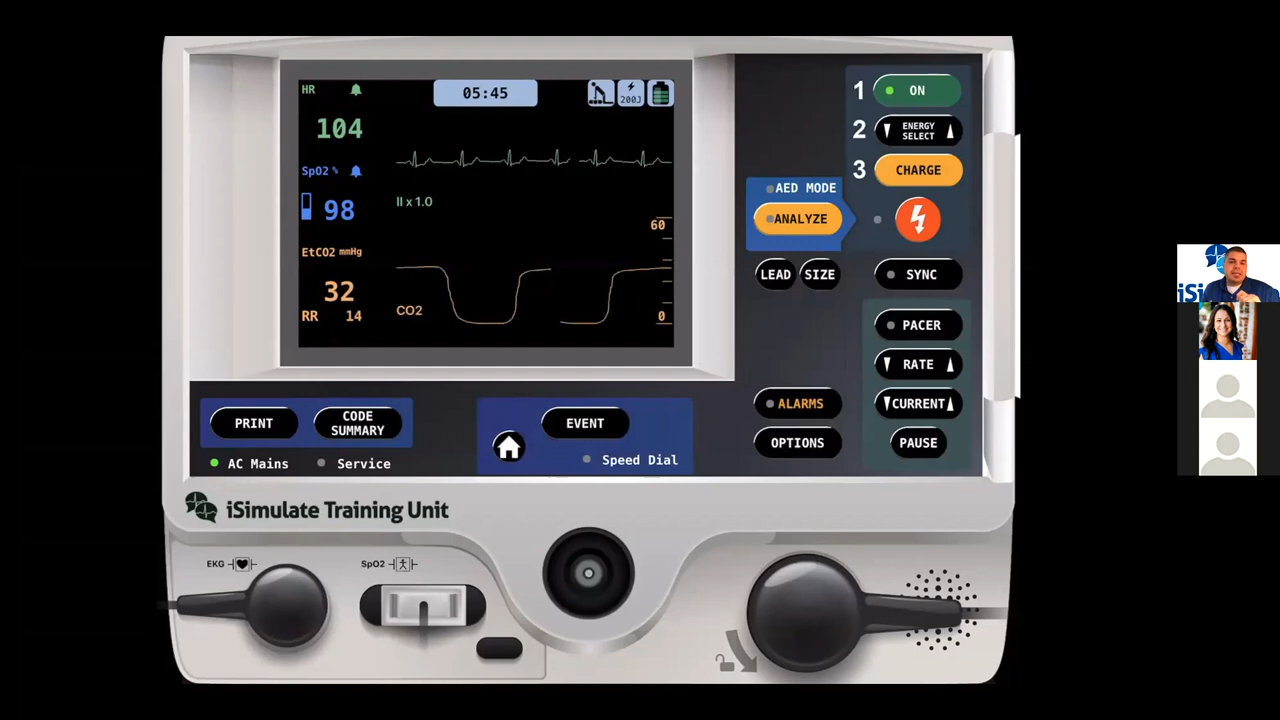 HR
05:45
200J
104
SpO2 %
98
II x 1.0
60
EtCO2 mmHg
32
RR 14
CO2
0
1 ON
2 ENERGY SELECT
3 CHARGE
AED MODE
ANALYZE
LEAD SIZE
SYNC
PACER
RATE
CURRENT
ALARMS
OPTIONS
PAUSE
PRINT
CODE SUMMARY
EVENT
AC Mains
Service
Speed Dial
iSimulate Training Unit
EKG
SpO2
iSi